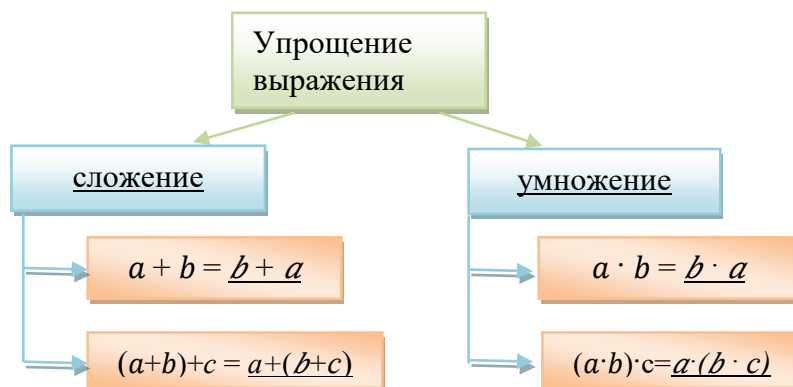 Упрощение
выражения
сложение
умножение
a + b = b + a
a · b = b · a
(a+b)+c = a+(b+c)
(a·b)·c=a·(b · c)